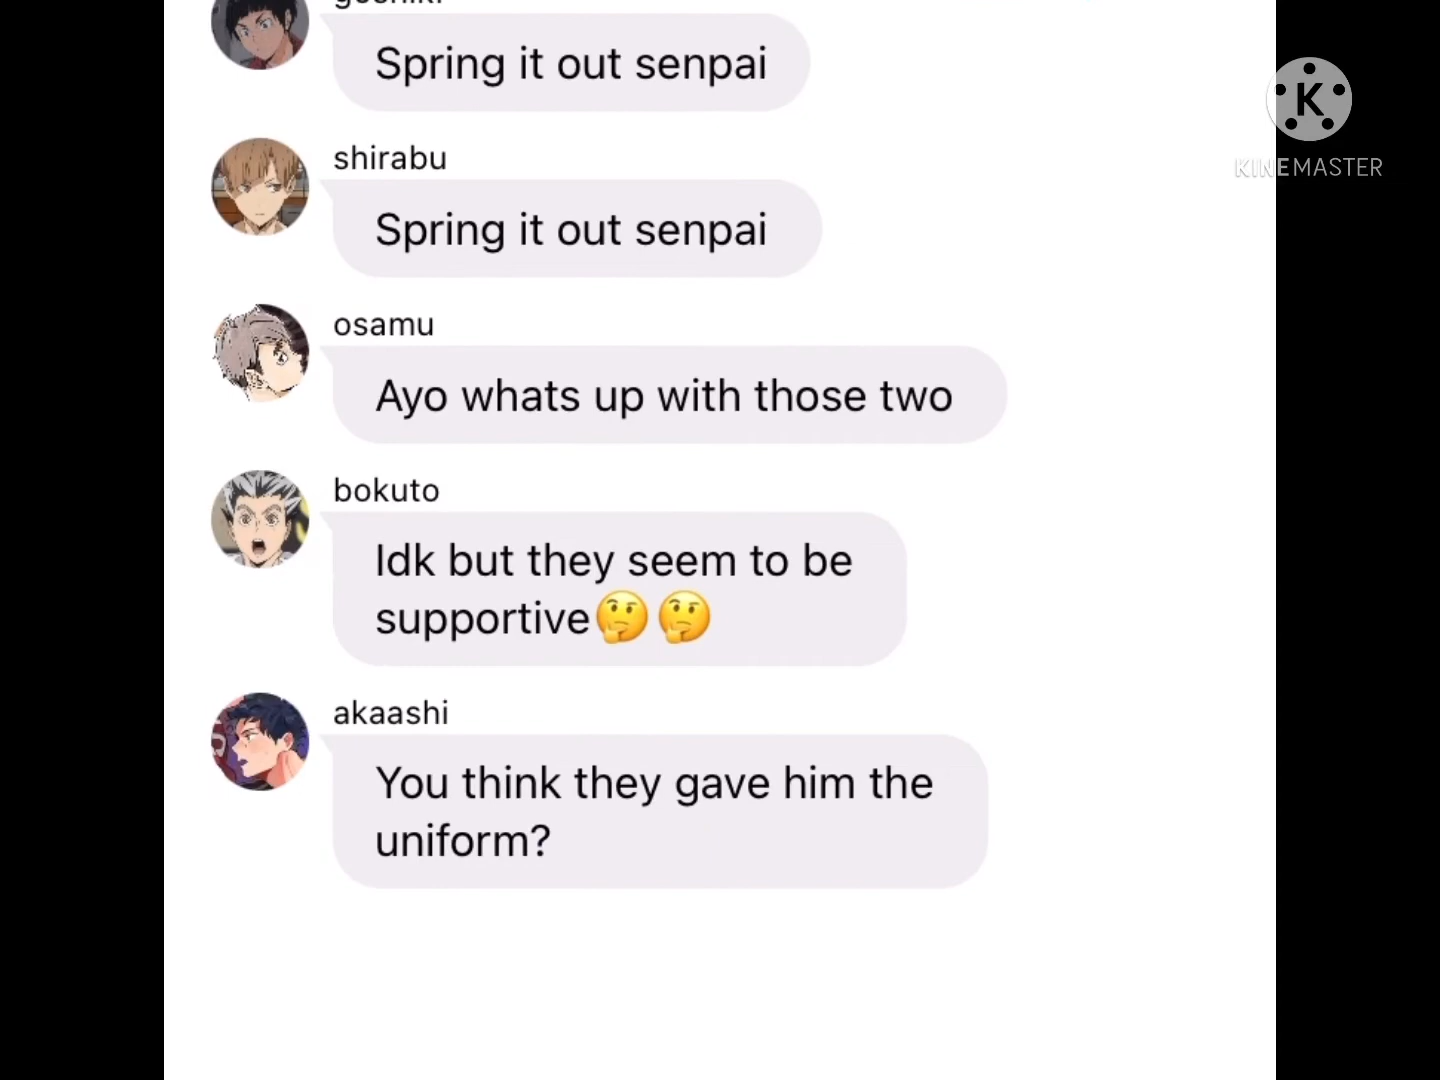 goshiki
Spring it out senpai
K
KINEMASTER
shirabu
Spring it out senpai
osamu
Ayo whats up with those two
bokuto
Idk but they seem to be
supportive🤔🤔
akaashi
You think they gave him the
uniform?